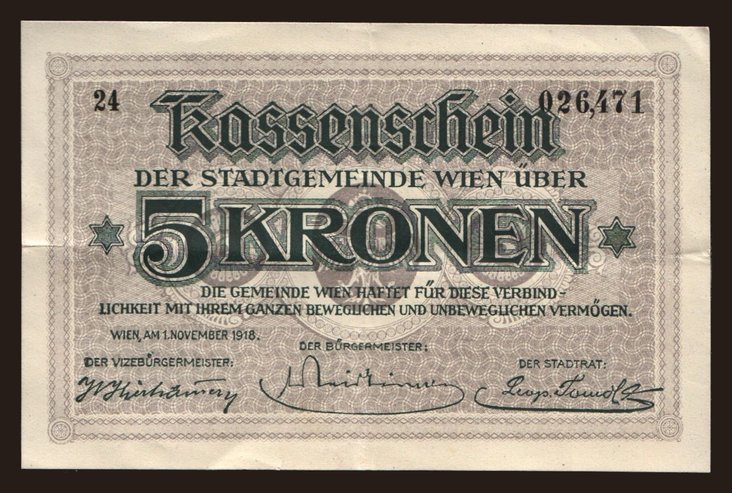 24 026,471
Kassenschein
DER STADTGEMEINDE WIEN ÜBER
5 KRONEN
DIE GEMEINDE WIEN HAFTET FÜR DIESE VERBIND-
LICHKEIT MIT IHREM GANZEN BEWEGLICHEN UND UNBEWEGLICHEN VERMÖGEN.
WIEN, AM 1. NOVEMBER 1918.
DER VIZEBÜRGERMEISTER: DER BÜRGERMEISTER: DER STADTRAT: